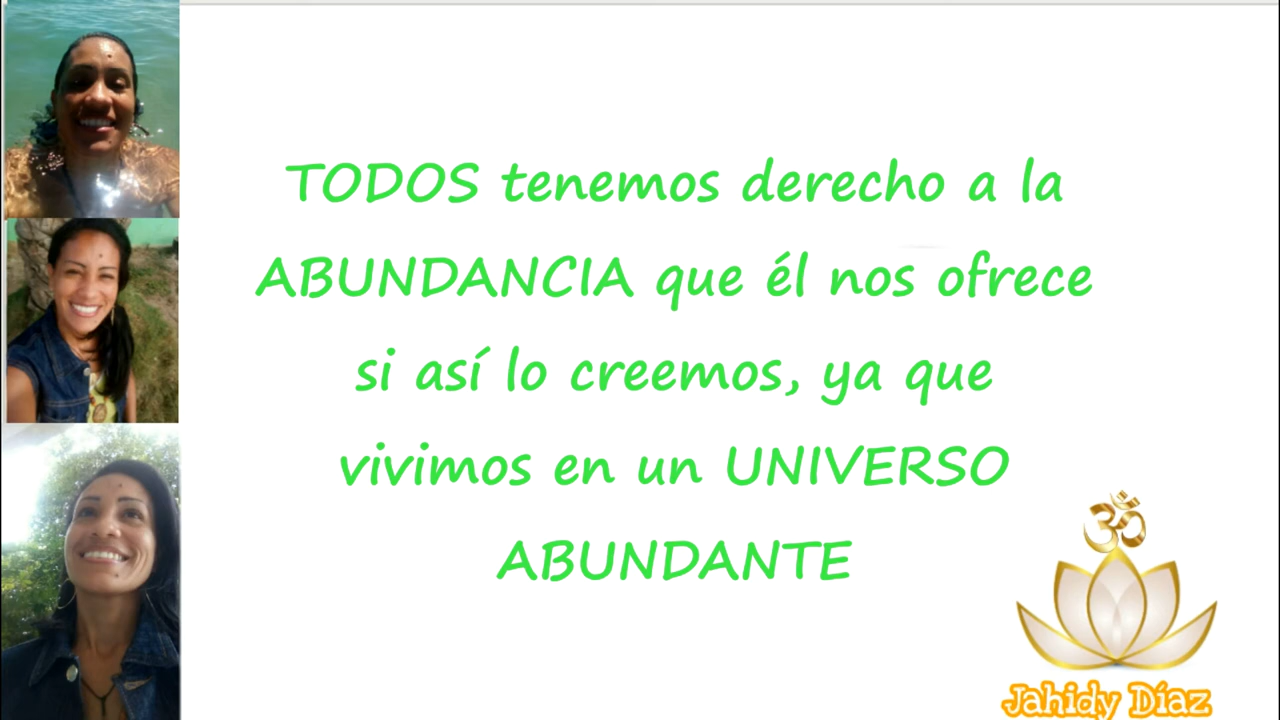 TODOS tenemos derecho a la
ABUNDANCIA que él nos ofrece
si así lo creemos, ya que
vivimos en un UNIVERSO
ABUNDANTE
ॐ
Jahidy Díaz